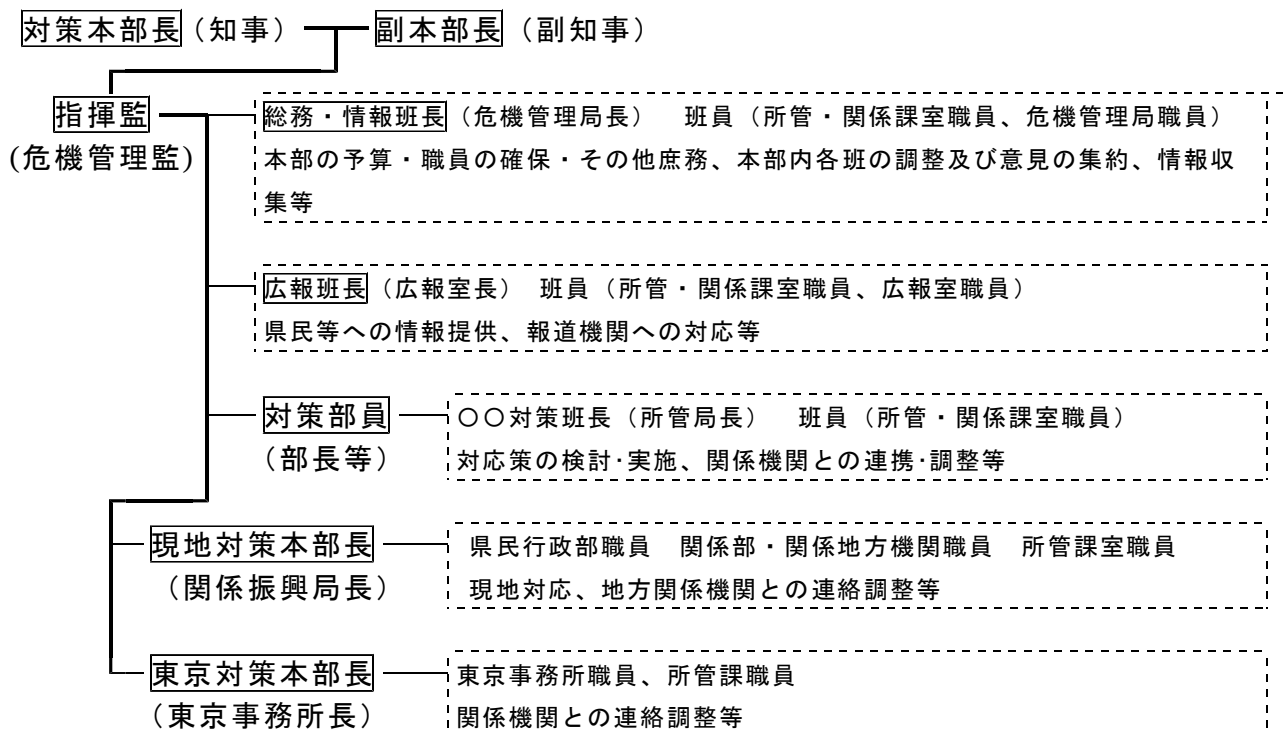 対策本部長（知事） 副本部長（副知事）
指揮監
(危機管理監)
総務・情報班長（危機管理局長） 班員（所管・関係課室職員、危機管理局職員）
本部の予算・職員の確保・その他庶務、本部内各班の調整及び意見の集約、情報収
集等
広報班長（広報室長） 班員（所管・関係課室職員、広報室職員）
県民等への情報提供、報道機関への対応等
対策部員
（部長等）
○○対策班長（所管局長） 班員（所管・関係課室職員）
対応策の検討･実施、関係機関との連携･調整等
現地対策本部長
（関係振興局長）
県民行政部職員 関係部・関係地方機関職員 所管課室職員
現地対応、地方関係機関との連絡調整等
東京対策本部長
（東京事務所長）
東京事務所職員、所管課職員
関係機関との連絡調整等